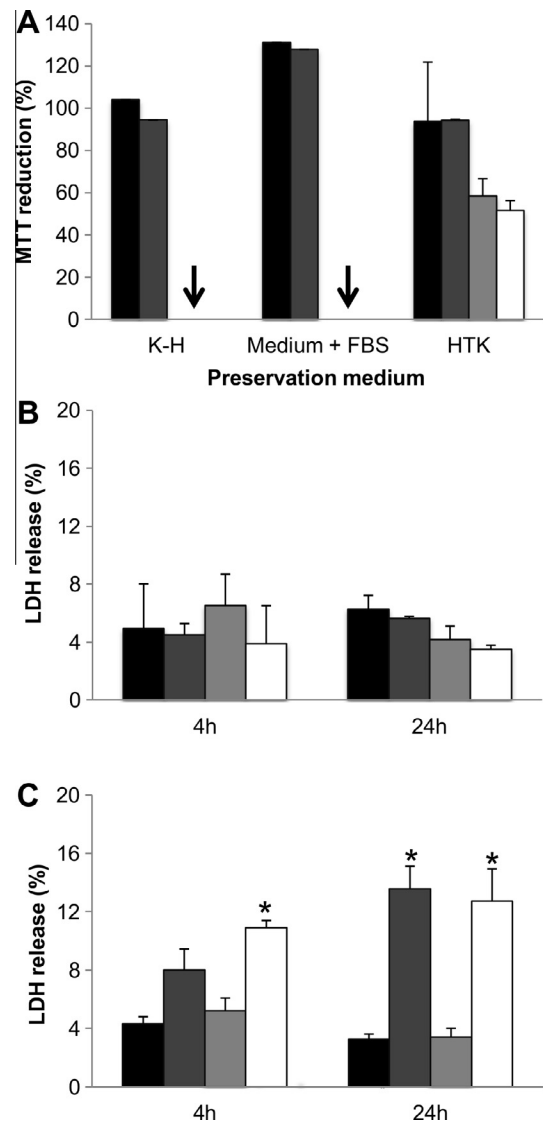 A
MTT reduction (%)
140
120
100
80
60
40
20
0
K-H
Medium + FBS
HTK
Preservation medium
B
LDH release (%)
20
16
12
8
4
0
4h
24h
C
LDH release (%)
20
16
12
8
4
0
*
*
*
4h
24h